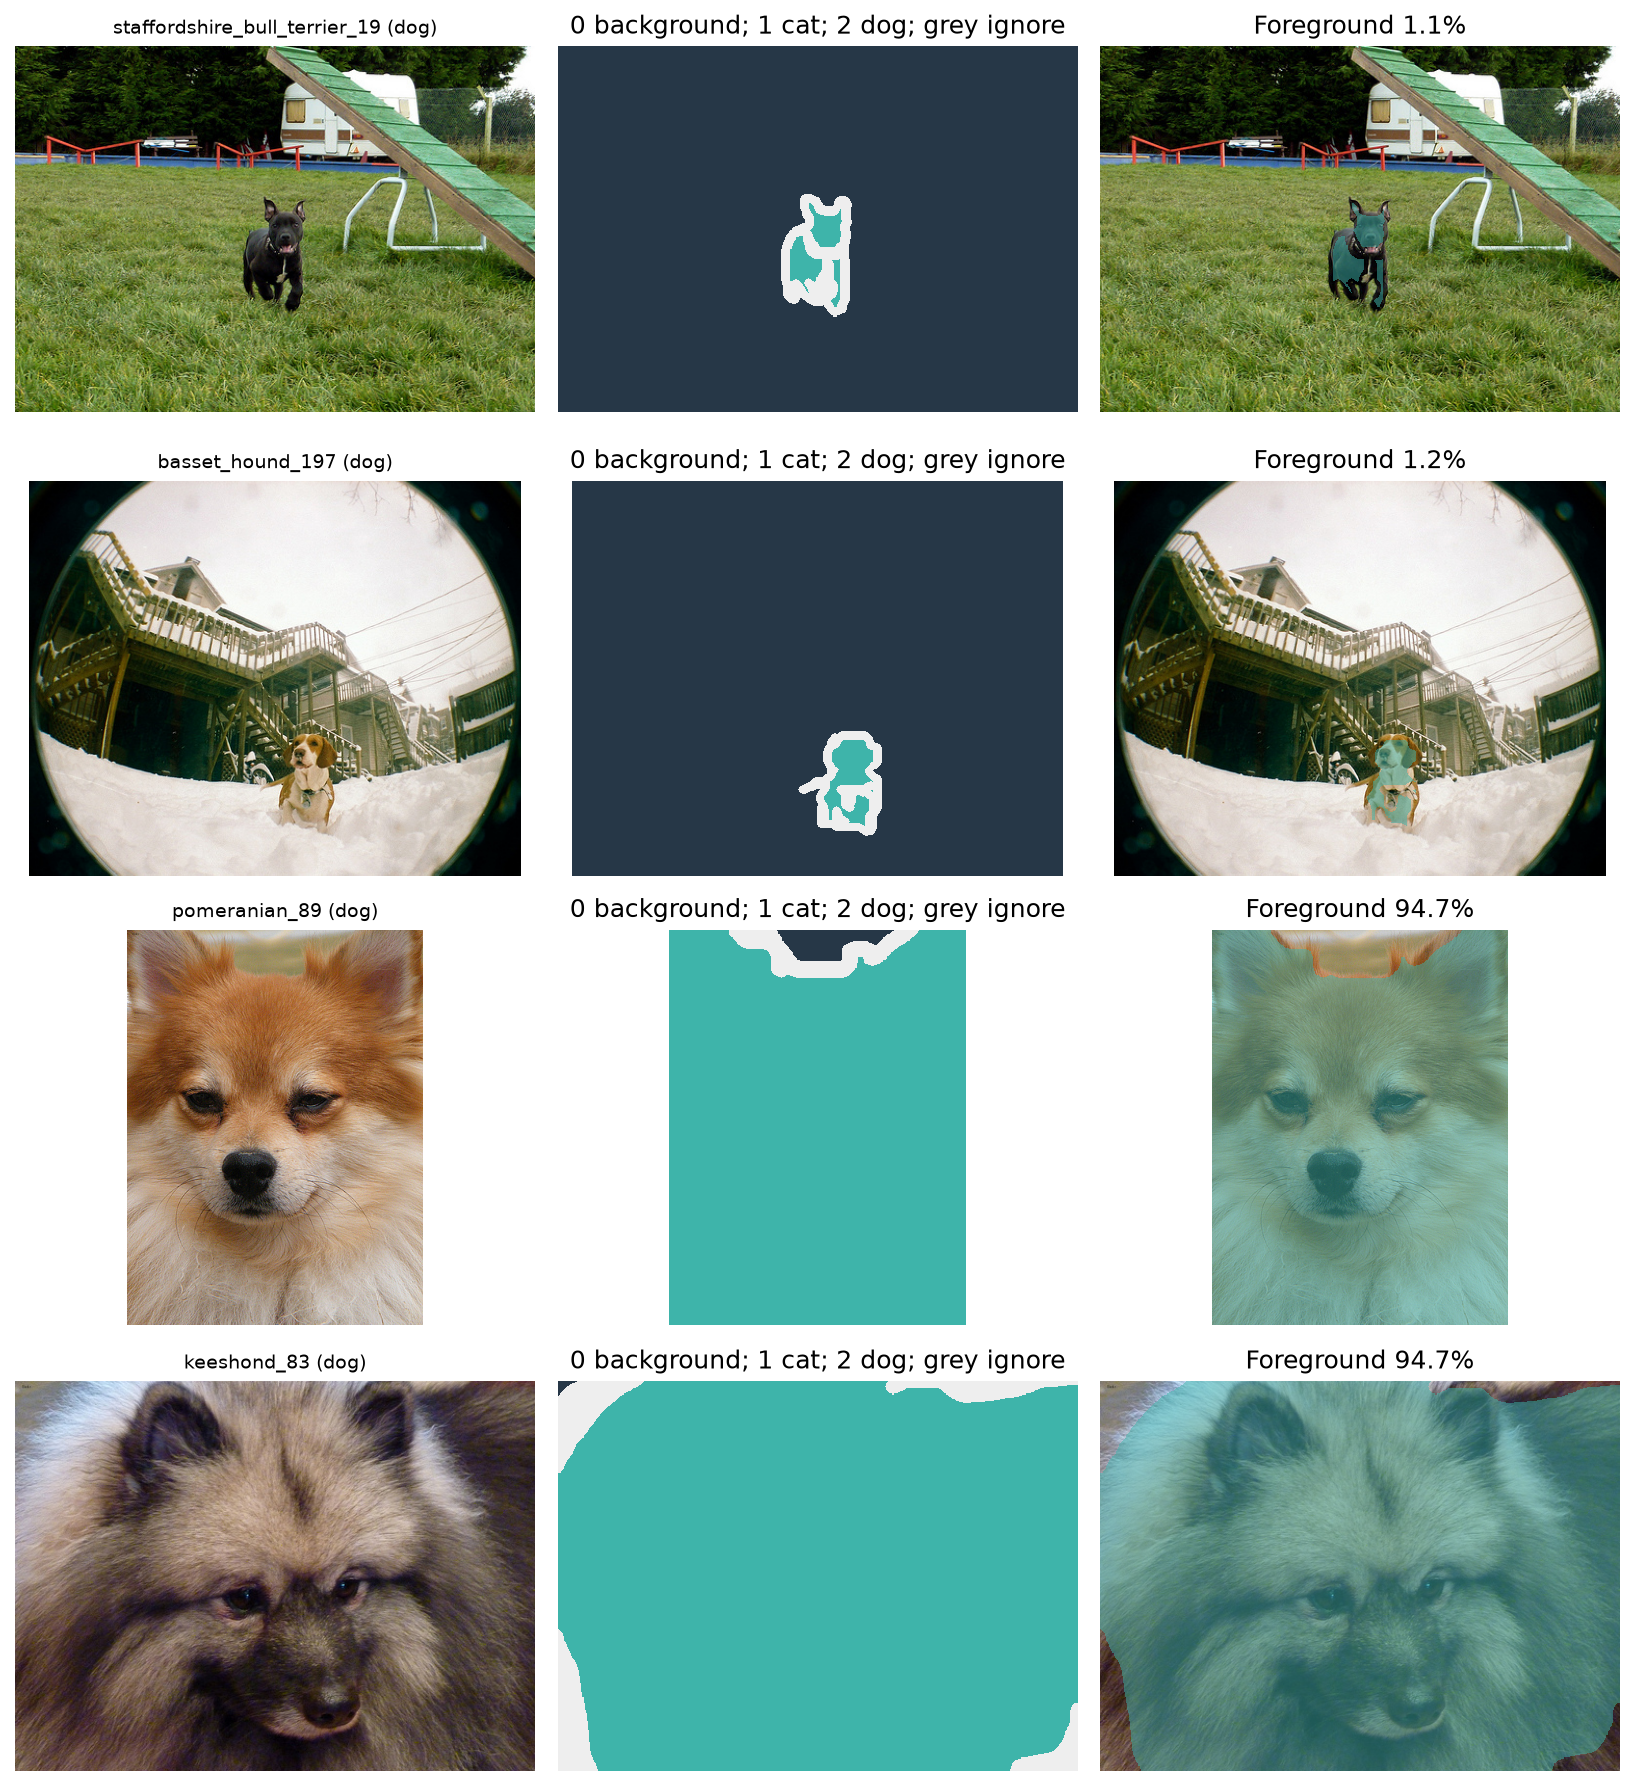 staffordshire_bull_terrier_19 (dog)
0 background; 1 cat; 2 dog; grey ignore
Foreground 1.1%
basset_hound_197 (dog)
0 background; 1 cat; 2 dog; grey ignore
Foreground 1.2%
pomeranian_89 (dog)
0 background; 1 cat; 2 dog; grey ignore
Foreground 94.7%
keeshond_83 (dog)
0 background; 1 cat; 2 dog; grey ignore
Foreground 94.7%